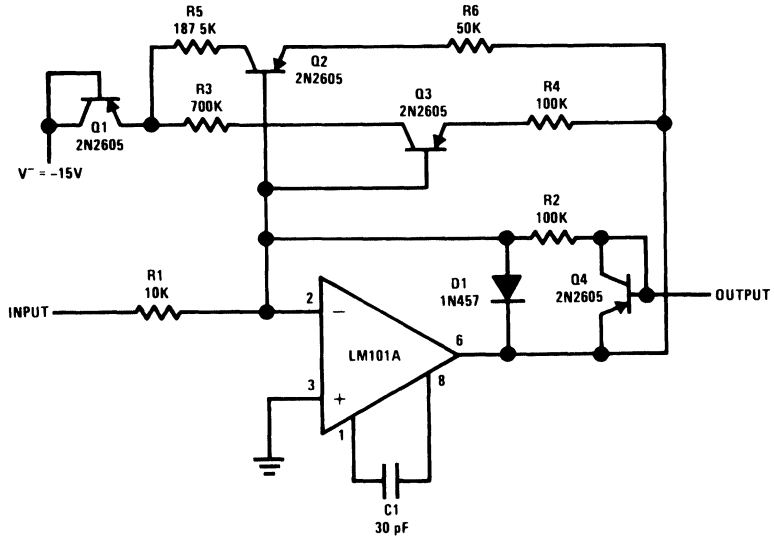 R5
187 5K
R6
50K
Q2
2N2605
R3
700K
Q3
2N2605
R4
100K
Q1
2N2605
V⁻ = –15V
R2
100K
R1
10K
D1
1N457
Q4
2N2605
INPUT
OUTPUT
2
–
LM101A
6
8
3
+
1
C1
30 pF